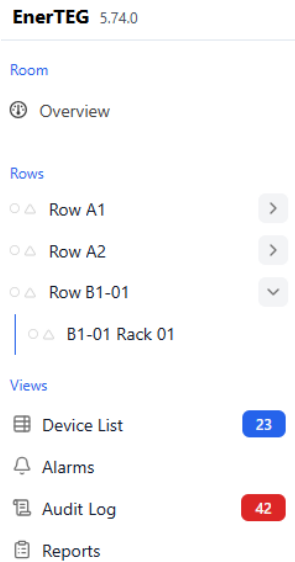 EnerTEG 5.74.0
Room
Overview
Rows
Row A1
Row A2
Row B1-01
B1-01 Rack 01
Views
Device List 23
Alarms
Audit Log 42
Reports